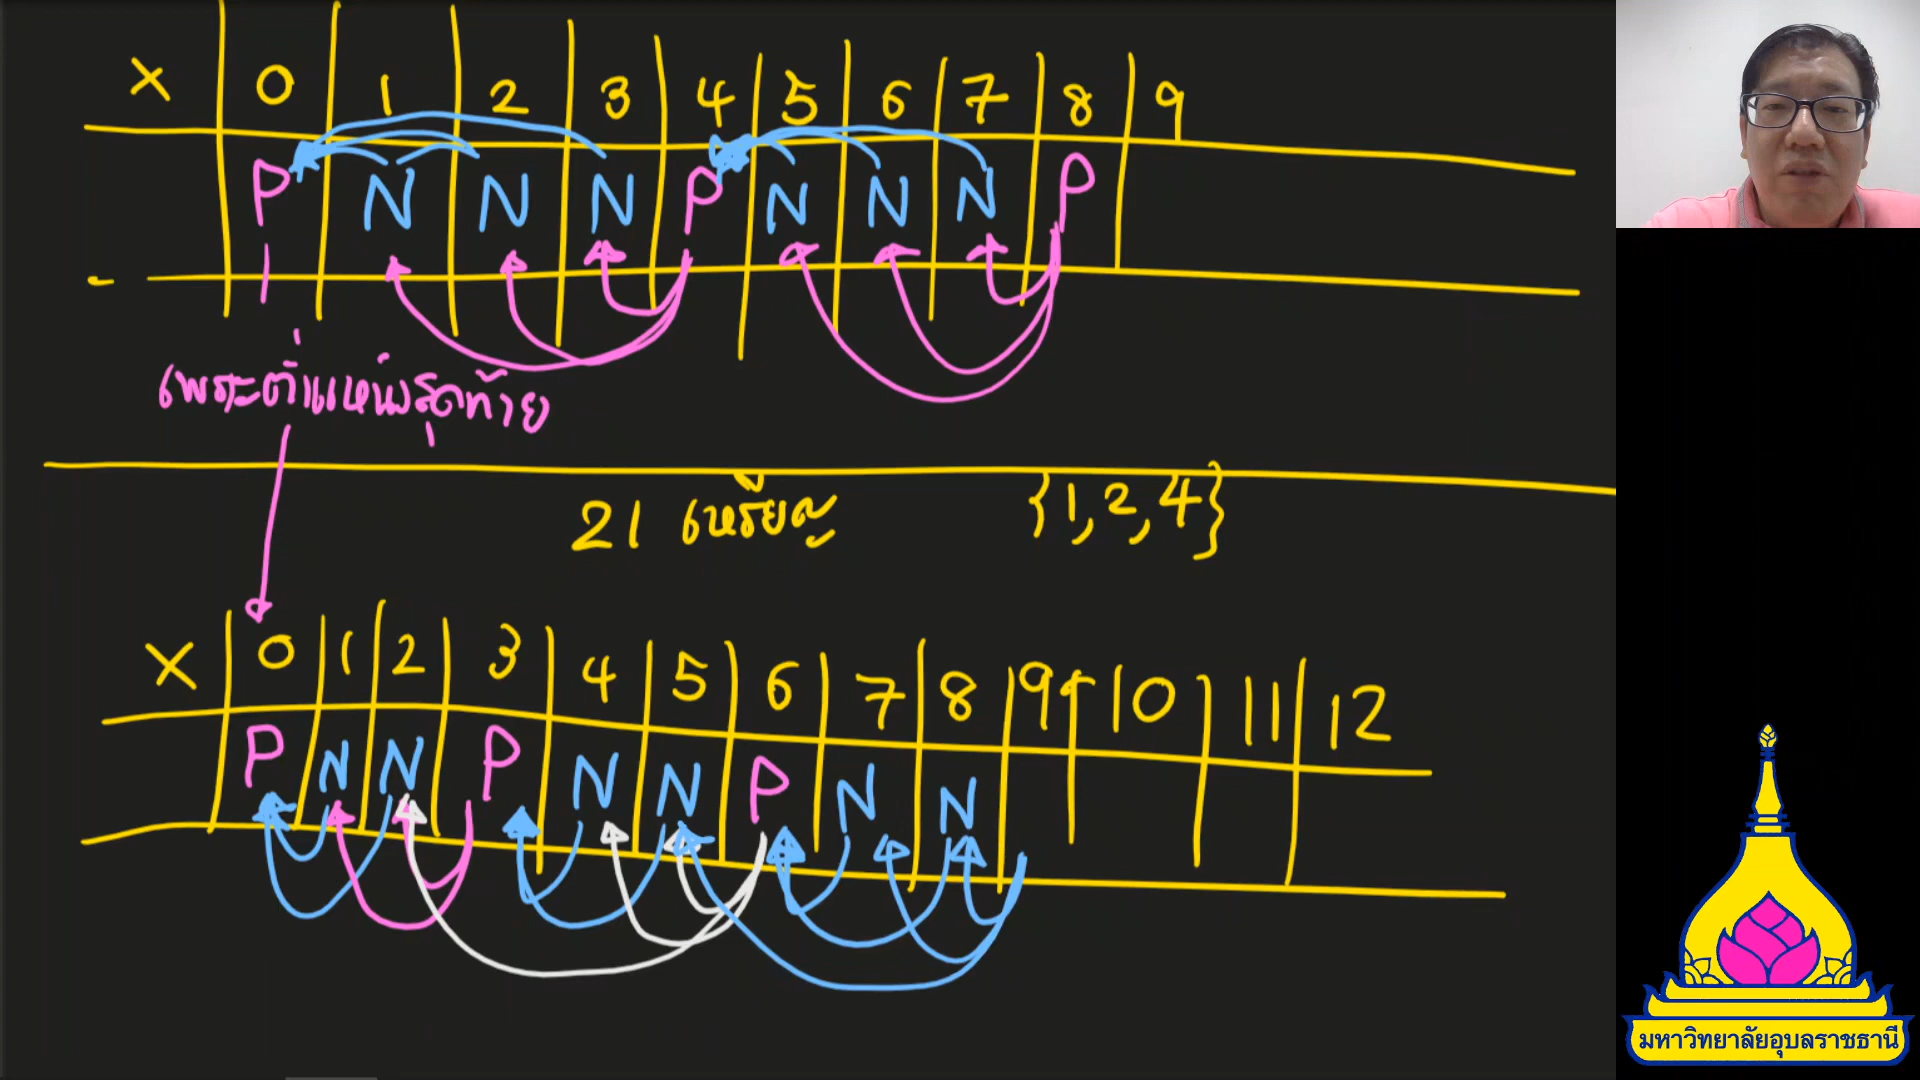 x 0 1 2 3 4 5 6 7 8 9
P N N N P N N N P
เพราะตำแหน่งสุดท้าย
21 เหรียญ {1,2,4}
x 0 1 2 3 4 5 6 7 8 9 10 11 12
P N N P N N P N N
มหาวิทยาลัยอุบลราชธานี